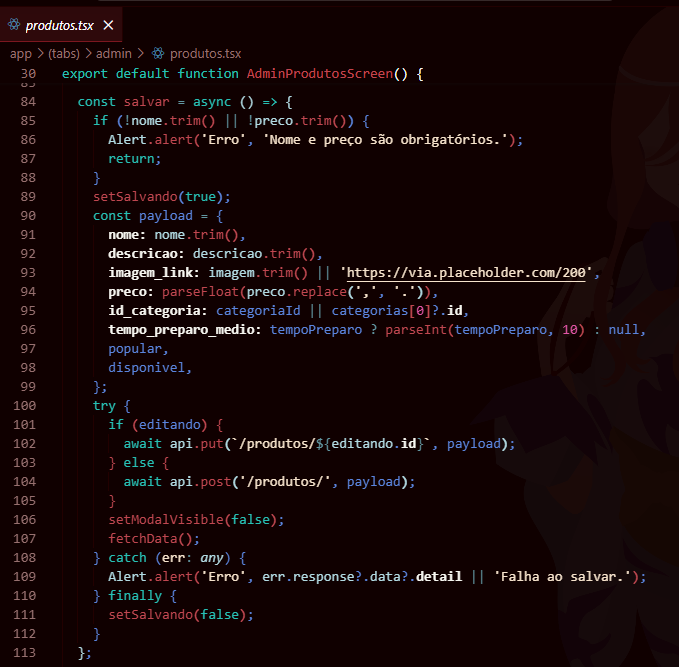 produtos.tsx ×
app > (tabs) > admin > produtos.tsx
30 export default function AdminProdutosScreen() {
84 const salvar = async () => {
85 if (!nome.trim() || !preco.trim()) {
86 Alert.alert('Erro', 'Nome e preço são obrigatórios.');
87 return;
88 }
89 setSalvando(true);
90 const payload = {
91 nome: nome.trim(),
92 descricao: descricao.trim(),
93 imagem_link: imagem.trim() || 'https://via.placeholder.com/200',
94 preco: parseFloat(preco.replace(',', '.')),
95 id_categoria: categoriaId || categorias[0]?.id,
96 tempo_preparo_medio: tempoPreparo ? parseInt(tempoPreparo, 10) : null,
97 popular,
98 disponivel,
99 };
100 try {
101 if (editando) {
102 await api.put(`/produtos/${editando.id}`, payload);
103 } else {
104 await api.post('/produtos/', payload);
105 }
106 setModalVisible(false);
107 fetchData();
108 } catch (err: any) {
109 Alert.alert('Erro', err.response?.data?.detail || 'Falha ao salvar.');
110 } finally {
111 setSalvando(false);
112 }
113 };